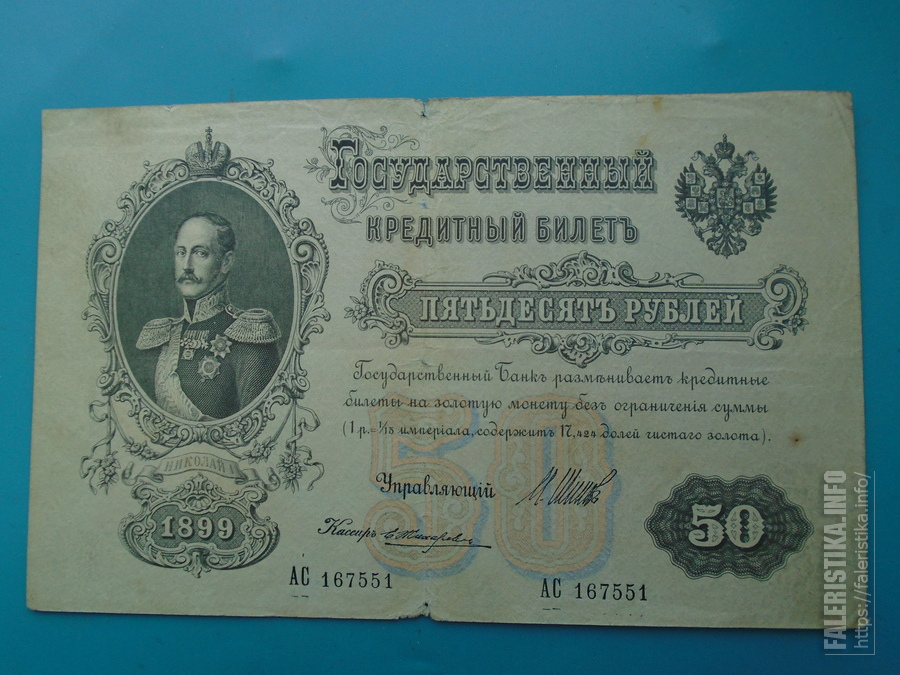 Государственный
кредитный билетъ
пятьдесятъ рублей
Государственный Банкъ размѣниваетъ кредитные
билеты на золотую монету безъ ограниченія суммы
(1 р.= 1/15 имперіала, содержитъ 17,424 долей чистаго золота).
50
Управляющій
Кассиръ
НИКОЛАЙ I
1899
50
АС 167551
АС 167551
FALERISTIKA.INFO
https://faleristika.info/